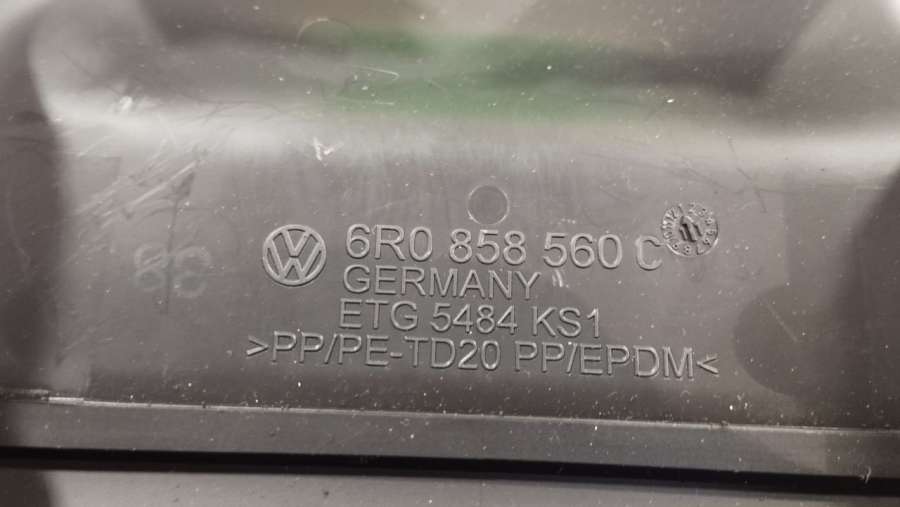 6R0 858 560 C
GERMANY
ETG 5484 KS1
>PP/PE-TD20 PP/EPDM<